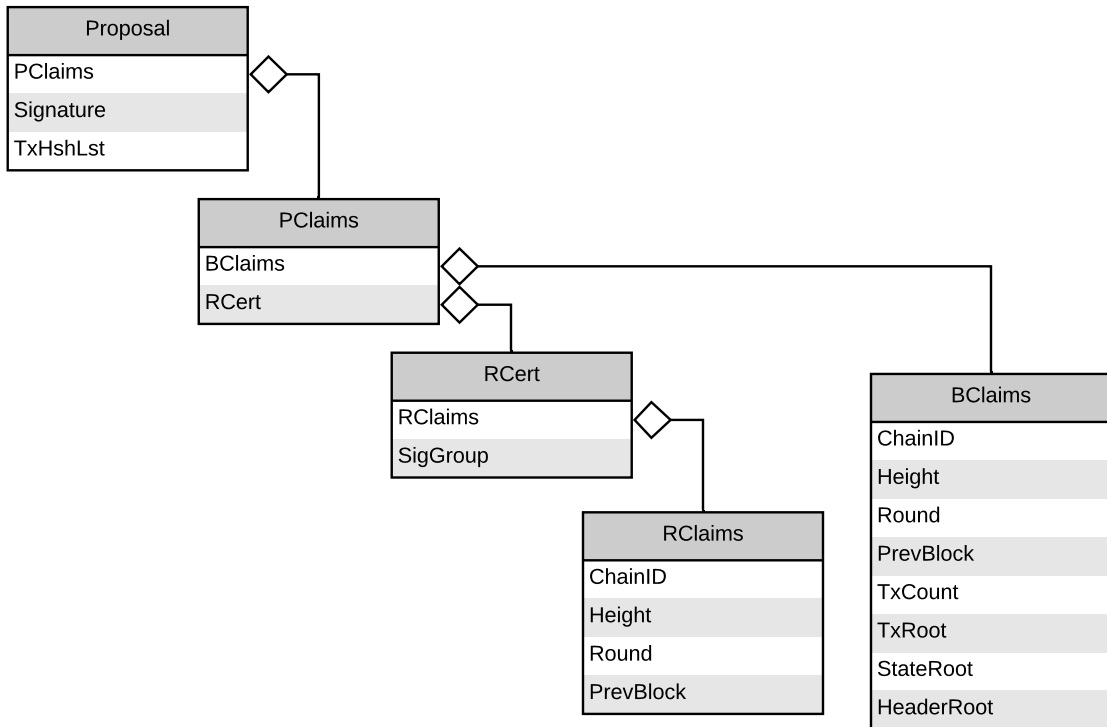 Proposal
PClaims
Signature
TxHshLst
PClaims
BClaims
RCert
RCert
RClaims
SigGroup
BClaims
ChainID
Height
Round
PrevBlock
TxCount
TxRoot
StateRoot
HeaderRoot
RClaims
ChainID
Height
Round
PrevBlock